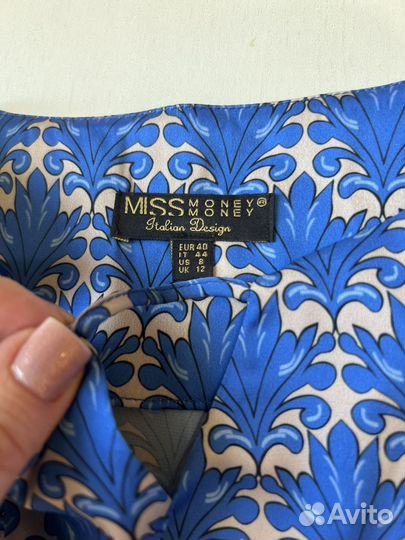 MISS MONEY MONEY ®
Italian Design
EUR 40
IT 44
US 8
UK 12
Avito